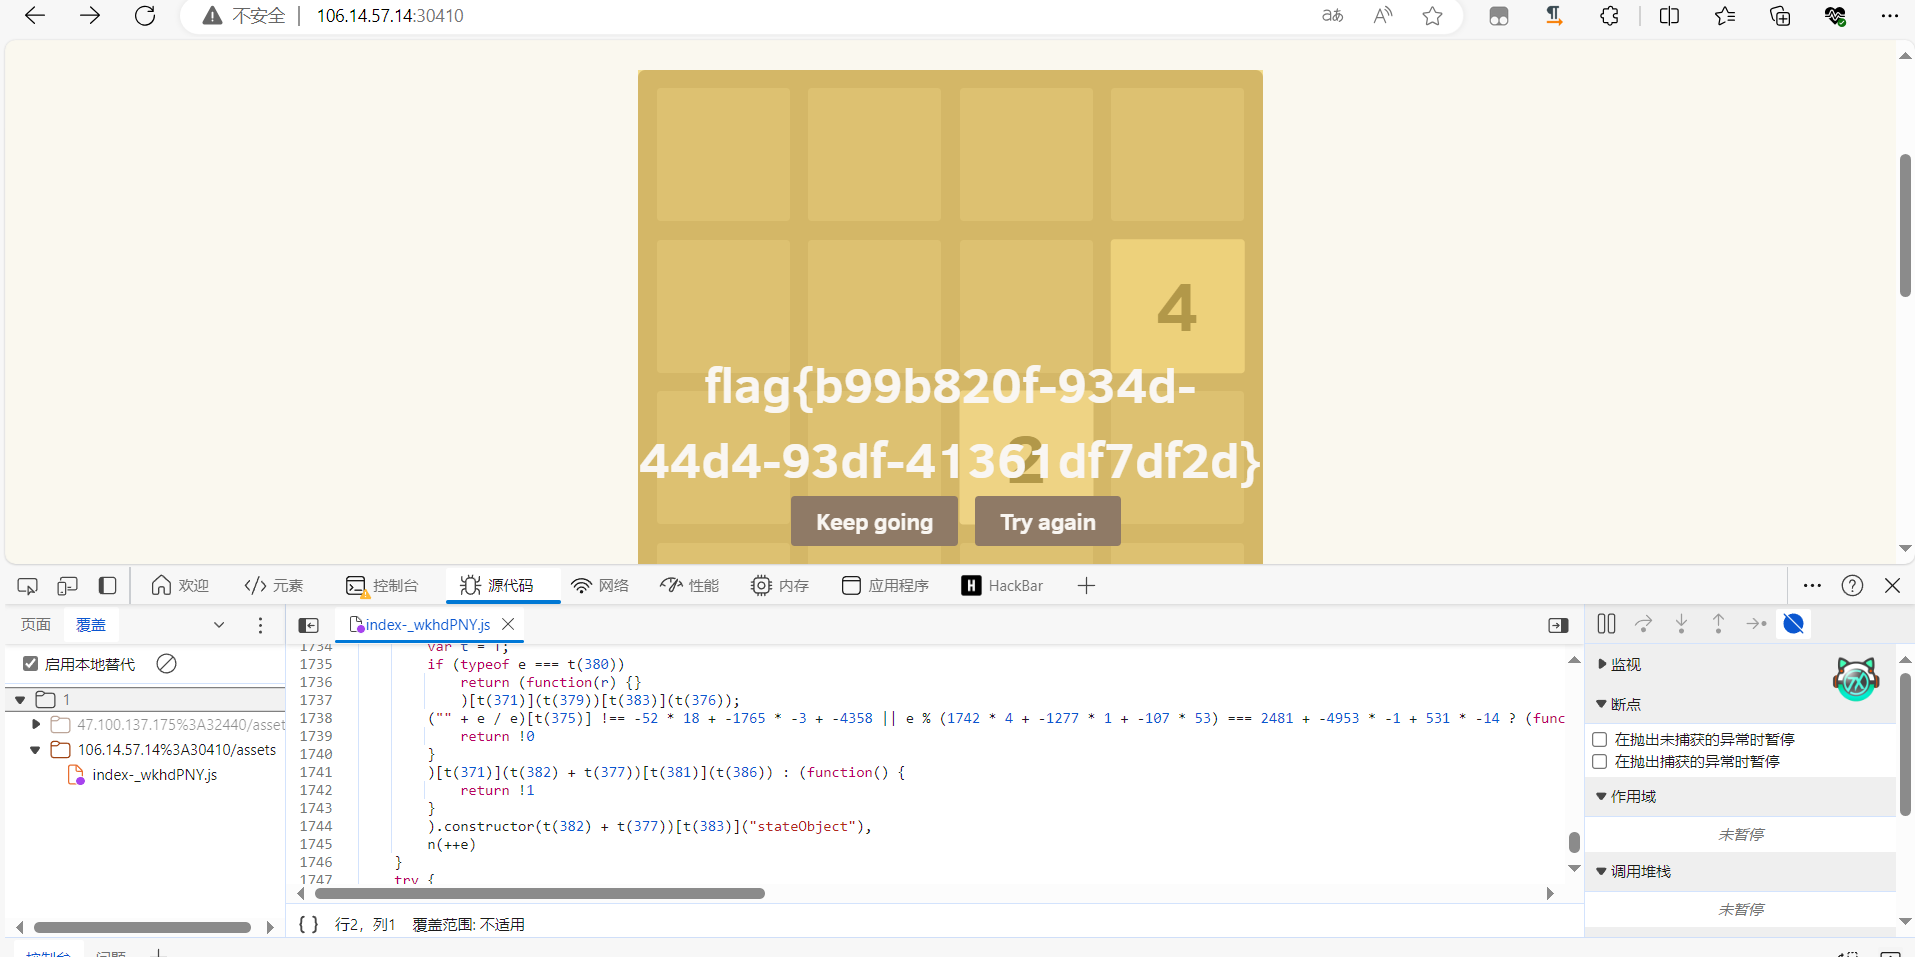 不安全 | 106.14.57.14:30410
4
flag{b99b820f-934d-
2
44d4-93df-41361df7df2d}
Keep going
Try again
欢迎
</> 元素
控制台
源代码
网络
性能
内存
应用程序
H HackBar
页面
覆盖
index-_wkhdPNY.js
启用本地替代
1
47.100.137.175%3A32440/asset
106.14.57.14%3A30410/assets
index-_wkhdPNY.js
1734 var t = T;
1735 if (typeof e === t(380))
1736 return (function(r) {}
1737 )[t(371)](t(379))[t(383)](t(376));
1738 ("" + e / e)[t(375)] !== -52 * 18 + -1765 * -3 + -4358 || e % (1742 * 4 + -1277 * 1 + -107 * 53) === 2481 + -4953 * -1 + 531 * -14 ? (func
1739 return !0
1740 }
1741 )[t(371)](t(382) + t(377))[t(381)](t(386)) : (function() {
1742 return !1
1743 }
1744 ).constructor(t(382) + t(377))[t(383)]("stateObject"),
1745 n(++e)
1746 }
1747 try {
{ } 行2，列1 覆盖范围: 不适用
监视
7X
断点
在抛出未捕获的异常时暂停
在抛出捕获的异常时暂停
作用域
未暂停
调用堆栈
未暂停
控制台
问题